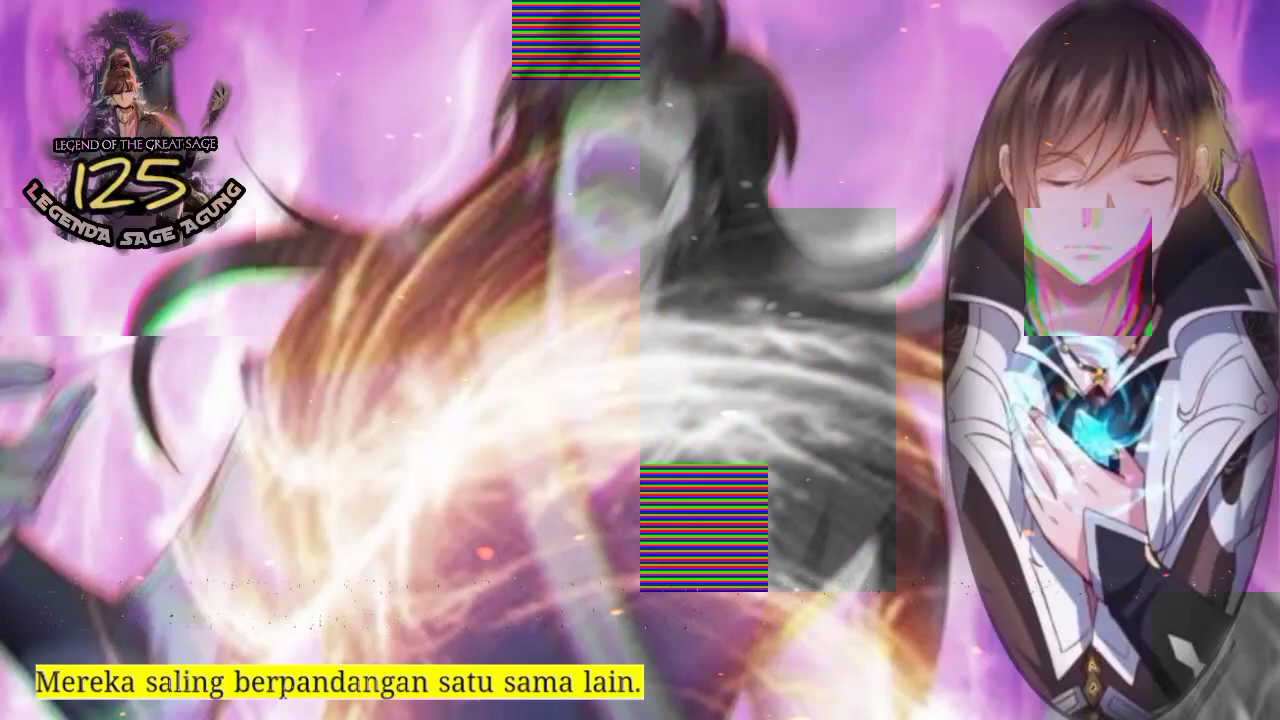 LEGEND OF THE GREAT SAGE
125
LEGENDA SAGE AGUNG
Mereka saling berpandangan satu sama lain.